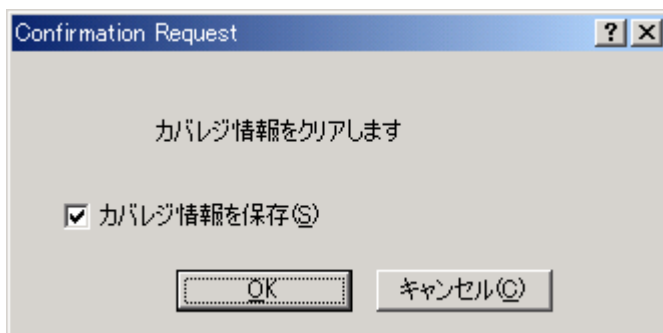 Confirmation Request
カバレジ情報をクリアします
カバレジ情報を保存(S)
OK
キャンセル(C)